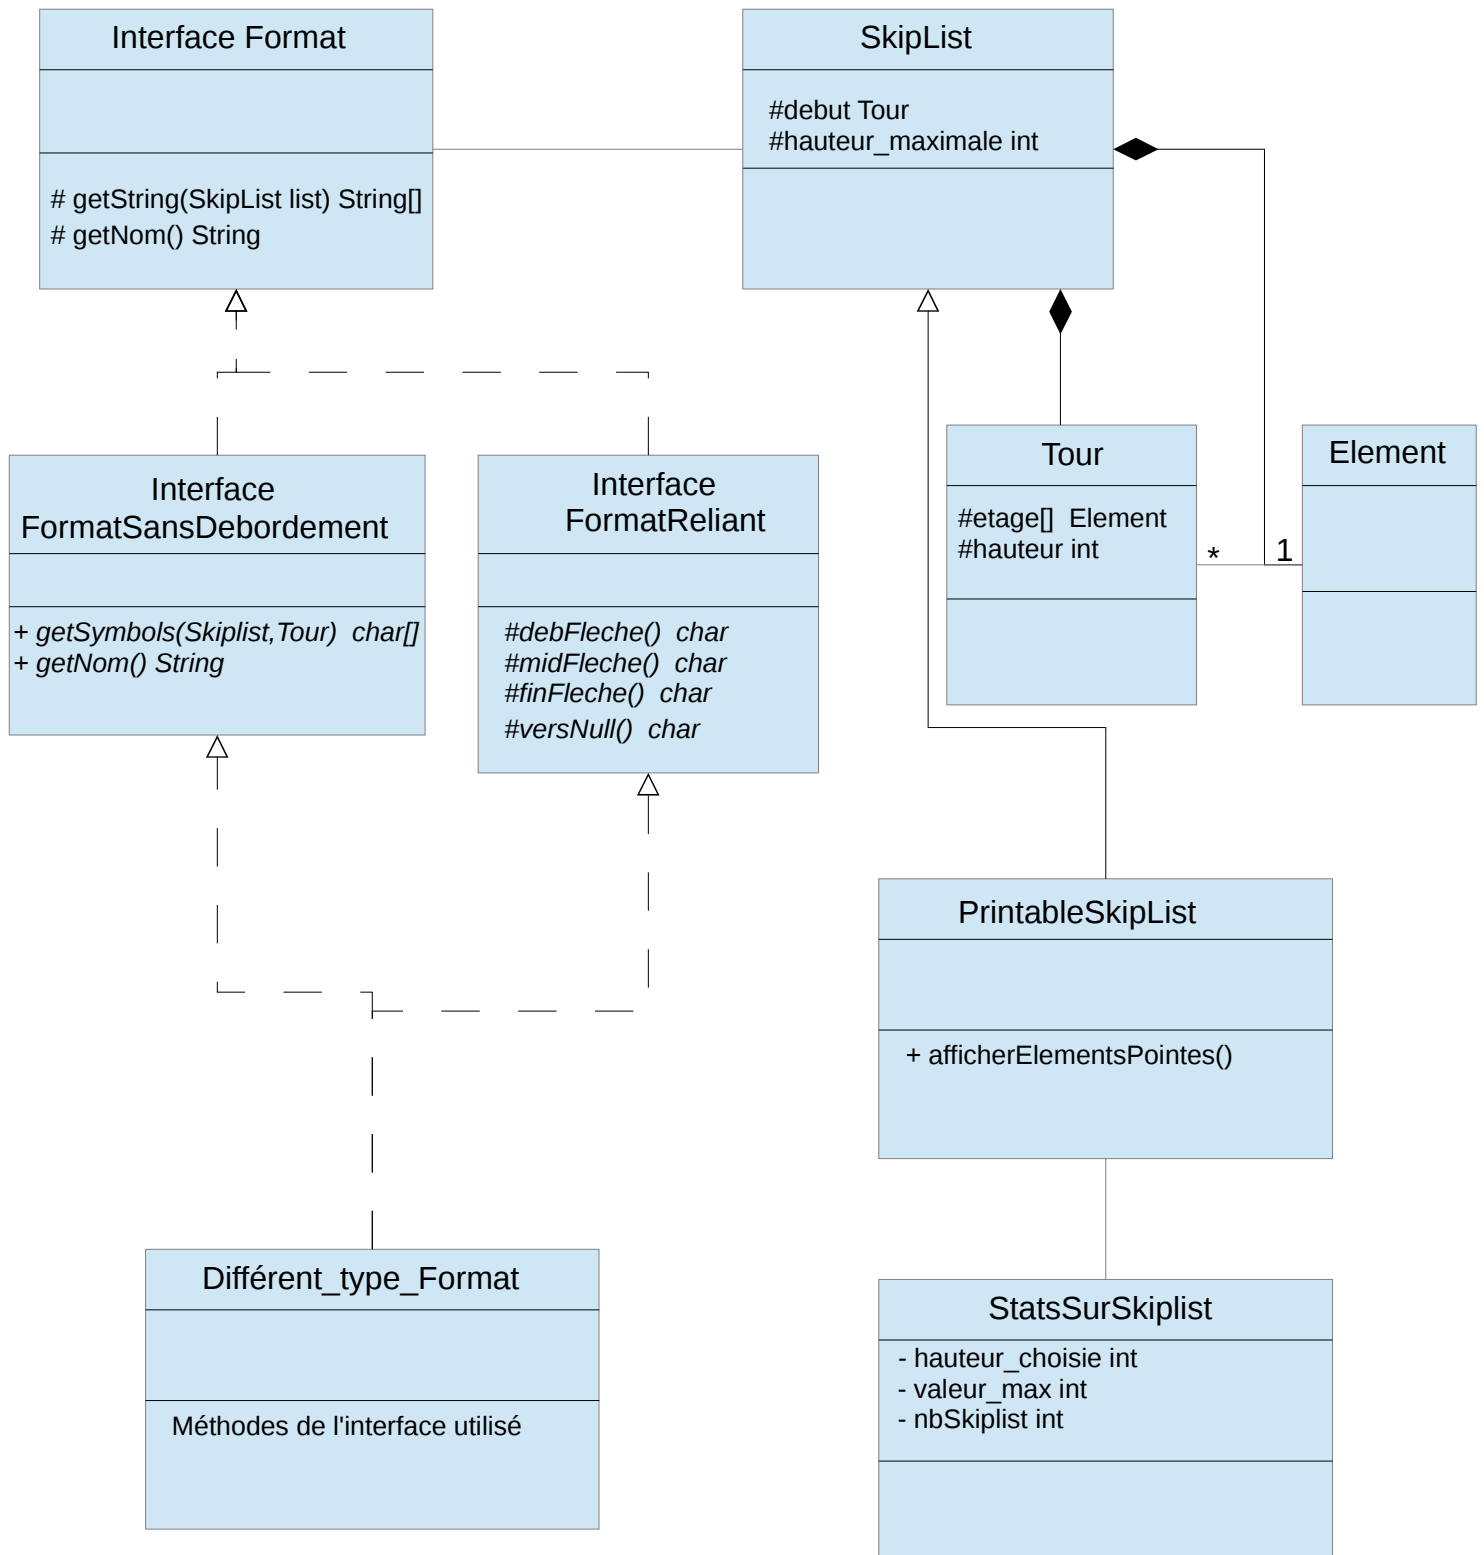 Interface Format
# getString(SkipList list) String[]
# getNom() String
SkipList
#debut Tour
#hauteur_maximale int
Interface
FormatSansDebordement
+ getSymbols(Skiplist,Tour)  char[]
+ getNom() String
Interface
FormatReliant
#debFleche()  char
#midFleche()  char
#finFleche()  char
#versNull()  char
Tour
#etage[]  Element
#hauteur int
*
1
Element
PrintableSkipList
+ afficherElementsPointes()
Différent_type_Format
Méthodes de l'interface utilisé
StatsSurSkiplist
- hauteur_choisie int
- valeur_max int
- nbSkiplist int